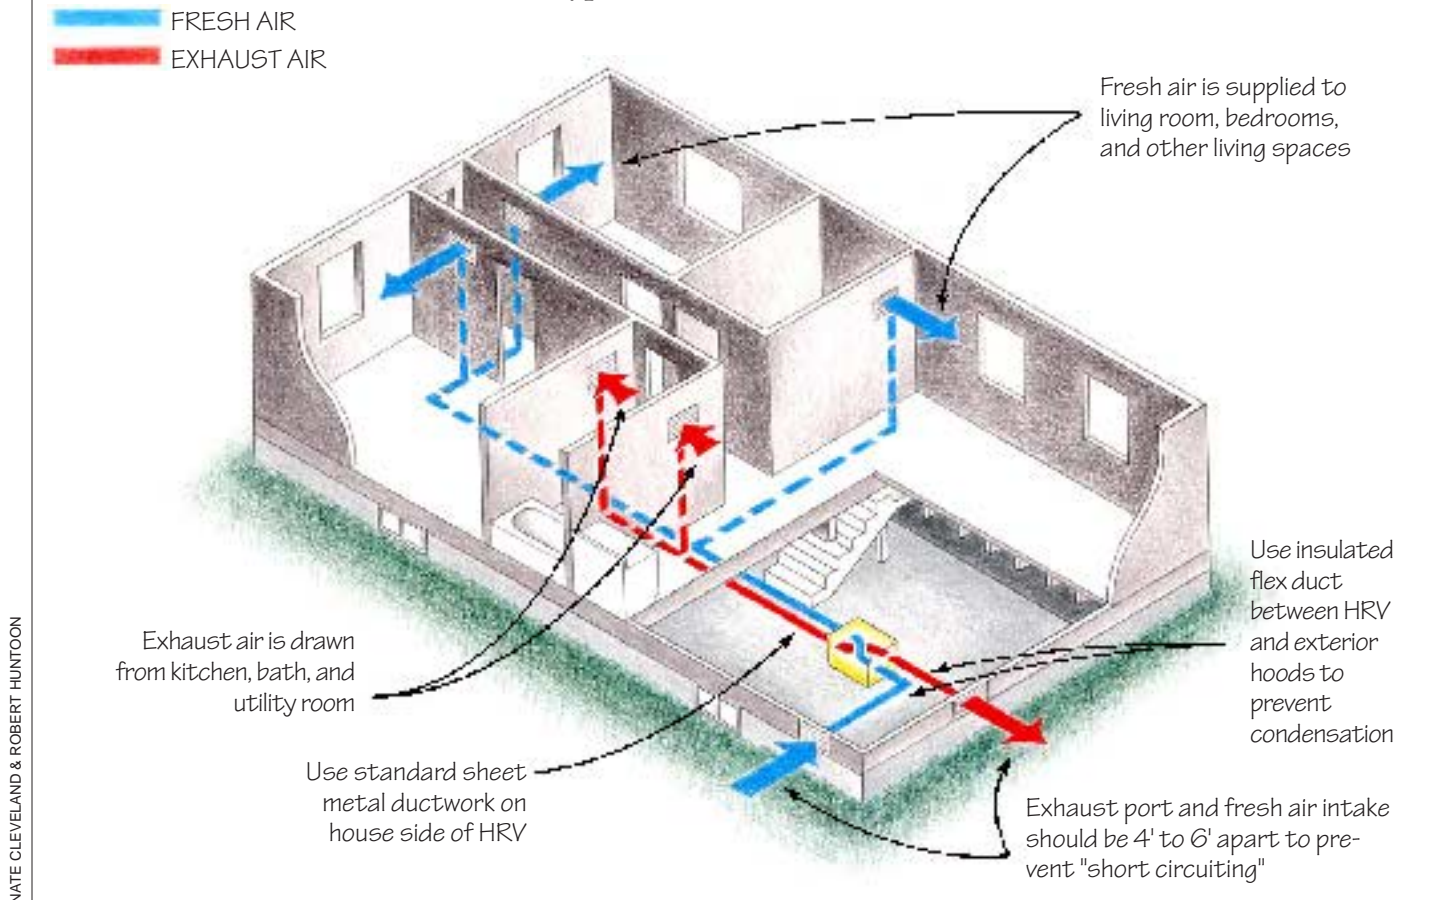 FRESH AIR
EXHAUST AIR
Fresh air is supplied to
living room, bedrooms,
and other living spaces
Use insulated
flex duct
between HRV
and exterior
hoods to
prevent
condensation
Exhaust air is drawn
from kitchen, bath, and
utility room
Use standard sheet
metal ductwork on
house side of HRV
Exhaust port and fresh air intake
should be 4' to 6' apart to pre-
vent "short circuiting"
NATE CLEVELAND & ROBERT HUNTOON